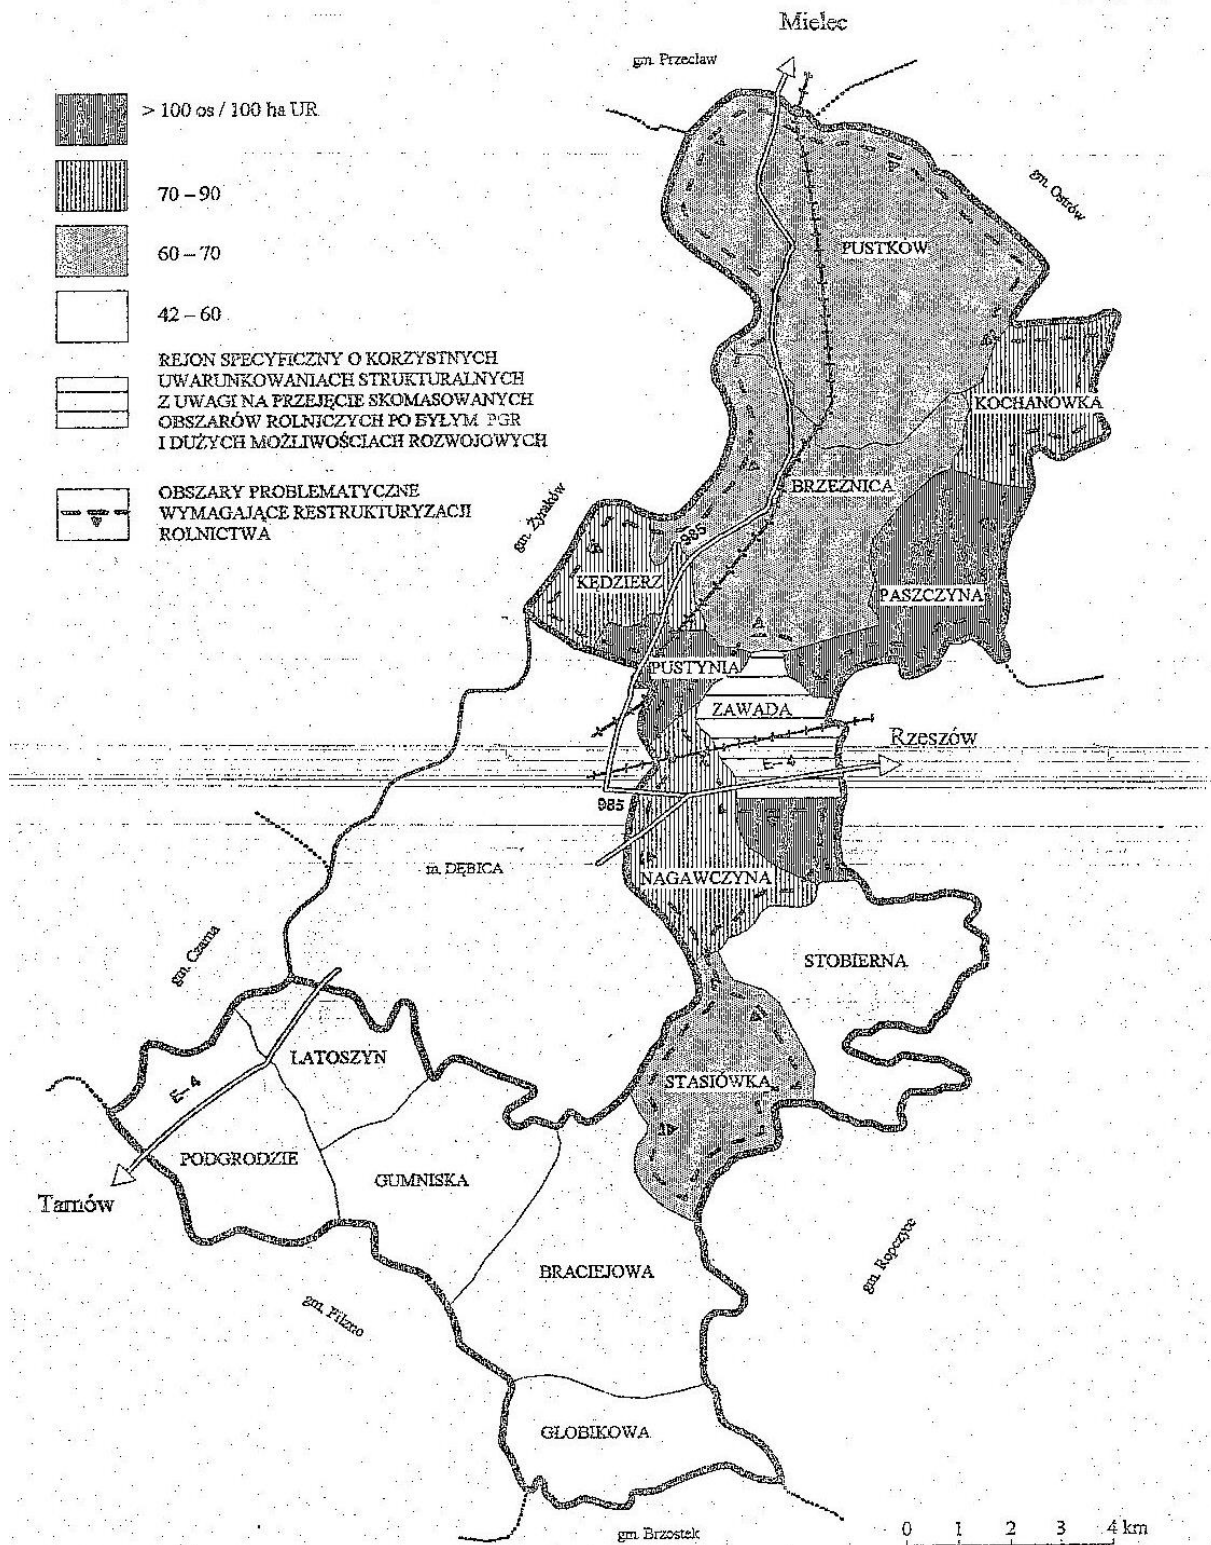 Mielec
gm. Przecław
> 100 os / 100 ha UR
70 – 90
gm. Ostrów
60 – 70
PUSTKÓW
42 – 60
REJON SPECYFICZNY O KORZYSTNYCH
UWARUNKOWANIACH STRUKTURALNYCH
Z UWAGI NA PRZEJĘCIE SKOMASOWANYCH
OBSZARÓW ROLNICZYCH PO BYŁYM PGR
I DUŻYCH MOŻLIWOŚCIACH ROZWOJOWYCH
KOCHANÓWKA
OBSZARY PROBLEMATYCZNE
WYMAGAJĄCE RESTRUKTURYZACJI
ROLNICTWA
BRZEŹNICA
gm. Żyraków
985
KĘDZIERZ
PASZCZYNA
PUSTYNIA
ZAWADA
Rzeszów
E-4
985
m. DĘBICA
NAGAWCZYNA
gm. Czarna
STOBIERNA
LATOSZYN
E-4
STASIÓWKA
PODGRODZIE
GUMNISKA
Tarnów
gm. Ropczyce
BRACIEJOWA
gm. Pilzno
GŁOBIKOWA
gm. Brzostek
0 1 2 3 4 km